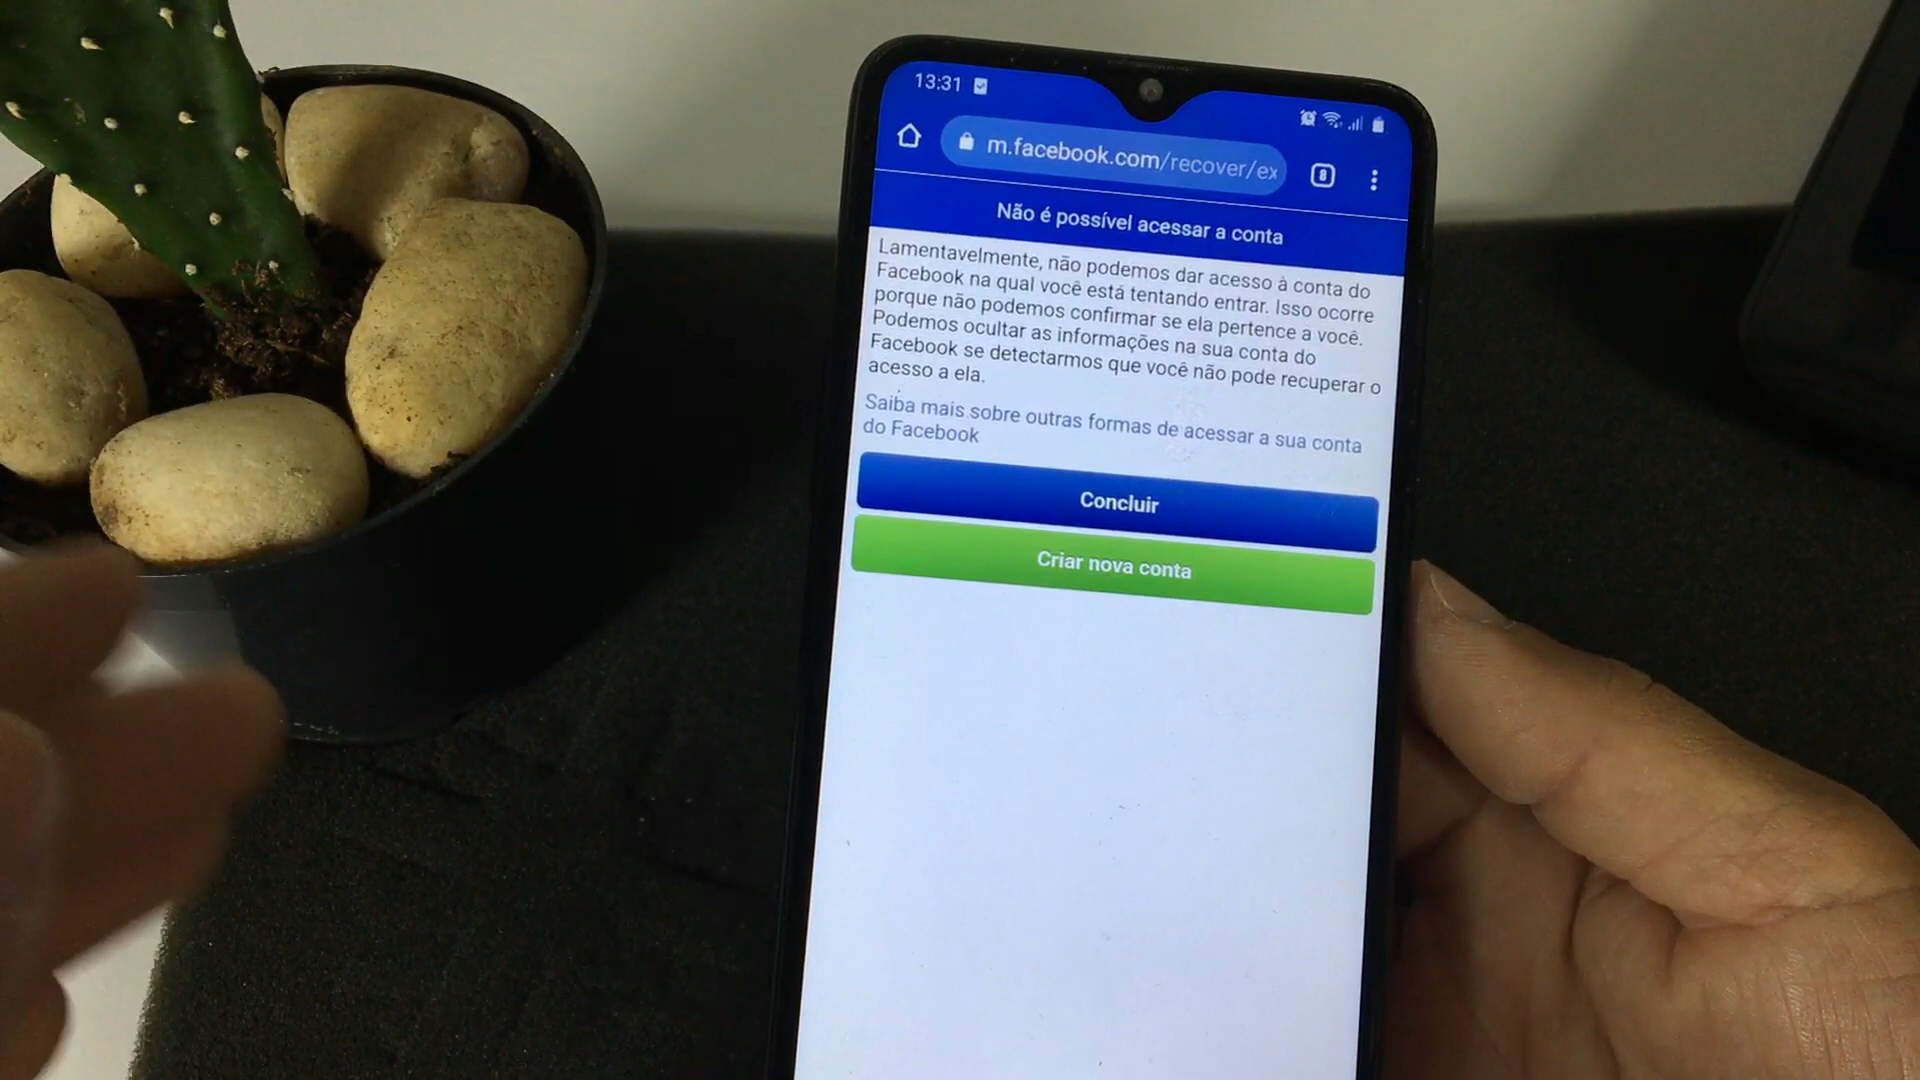 13:31
m.facebook.com/recover/ex
8
Não é possível acessar a conta
Lamentavelmente, não podemos dar acesso à conta do
Facebook na qual você está tentando entrar. Isso ocorre
porque não podemos confirmar se ela pertence a você.
Podemos ocultar as informações na sua conta do
Facebook se detectarmos que você não pode recuperar o
acesso a ela.
Saiba mais sobre outras formas de acessar a sua conta
do Facebook
Concluir
Criar nova conta